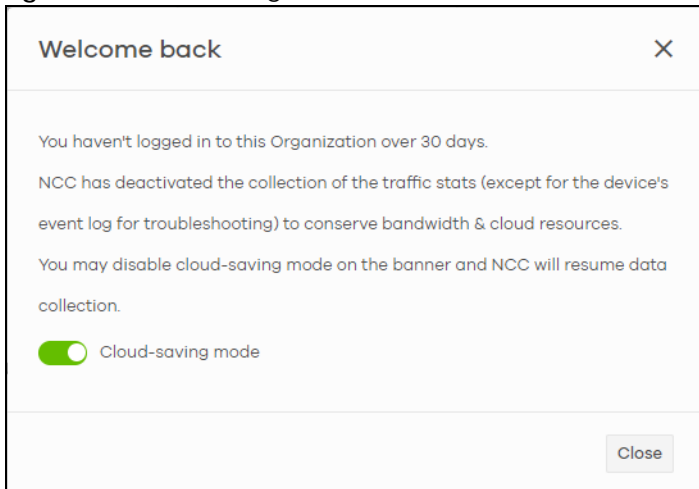 Welcome back
You haven't logged in to this Organization over 30 days.
NCC has deactivated the collection of the traffic stats (except for the device's
event log for troubleshooting) to conserve bandwidth & cloud resources.
You may disable cloud-saving mode on the banner and NCC will resume data
collection.
Cloud-saving mode
Close